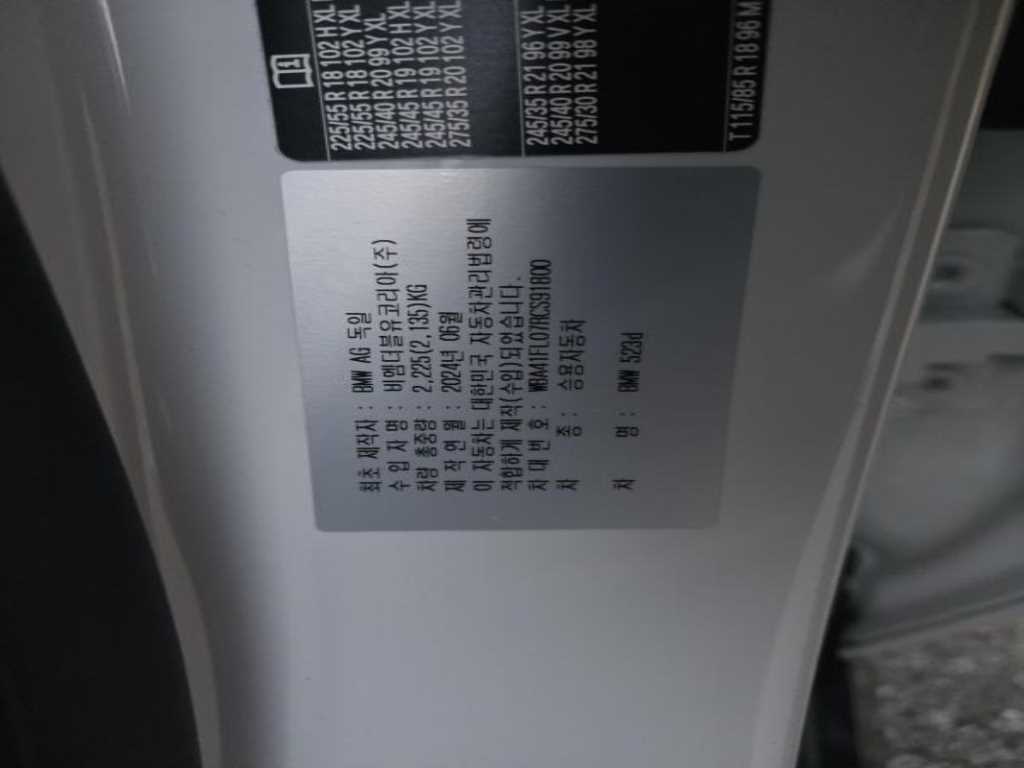 최초 제작자 : BMW AG 독일
수 입 자 명 : 비엠더블유코리아(주)
차량 총중량 : 2,225(2,135)KG
제 작 연 월 : 2024년 06월
이 자동차는 대한민국 자동차관리법령에
적합하게 제작(수입)되었습니다.
차 대 번 호 : WBA41FL07RCS91800
차 종 : 승용자동차
차 명 : BMW 523d
225/55 R 18 102 H XL
225/55 R 18 102 Y XL
245/40 R 20 99 Y XL
245/45 R 19 102 H XL
245/45 R 19 102 Y XL
275/35 R 20 102 Y XL
245/35 R 21 96 Y XL
245/40 R 20 99 V XL
275/30 R 21 98 Y XL
T 115/85 R 18 96 M